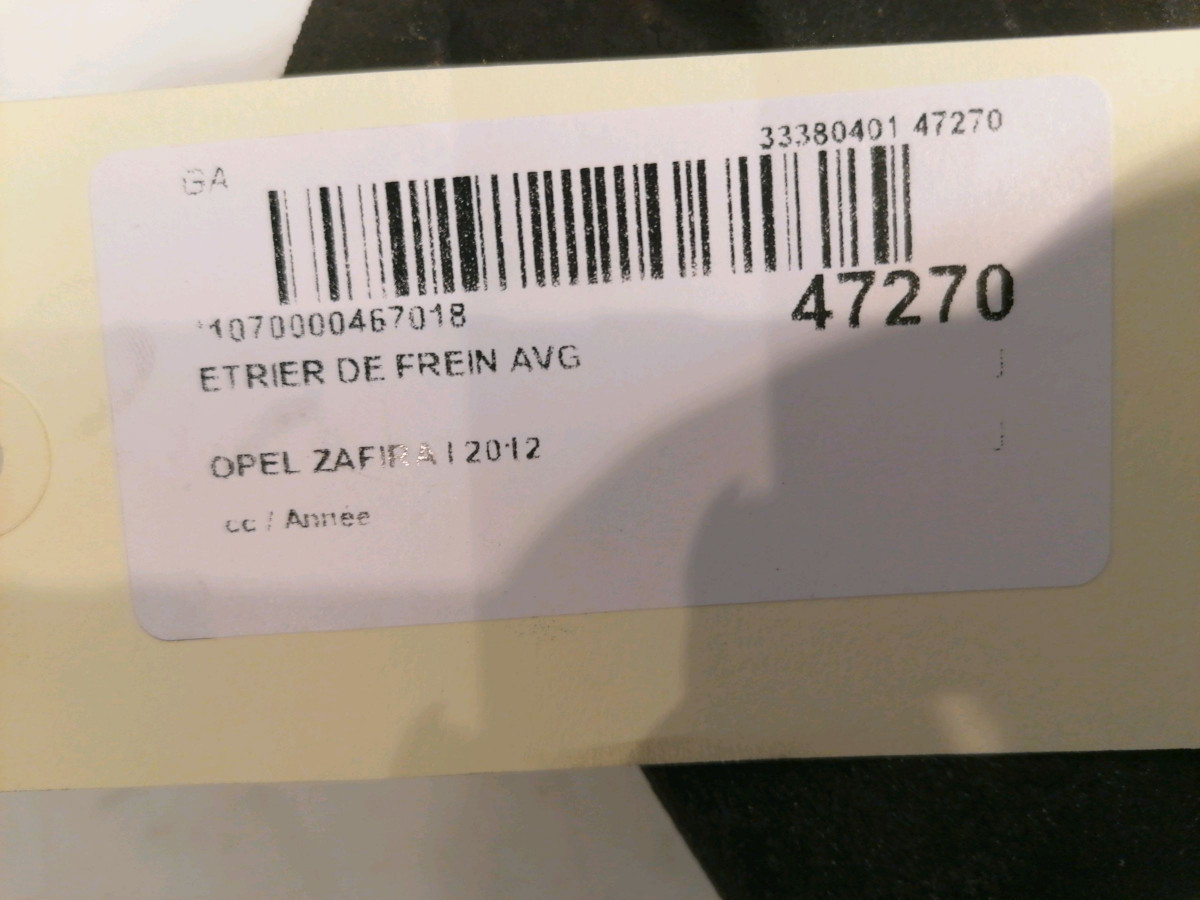 33380401 47270
GA
1070000467018
47270
ETRIER DE FREIN AVG
OPEL ZAFIRA I 2012
cc / Année